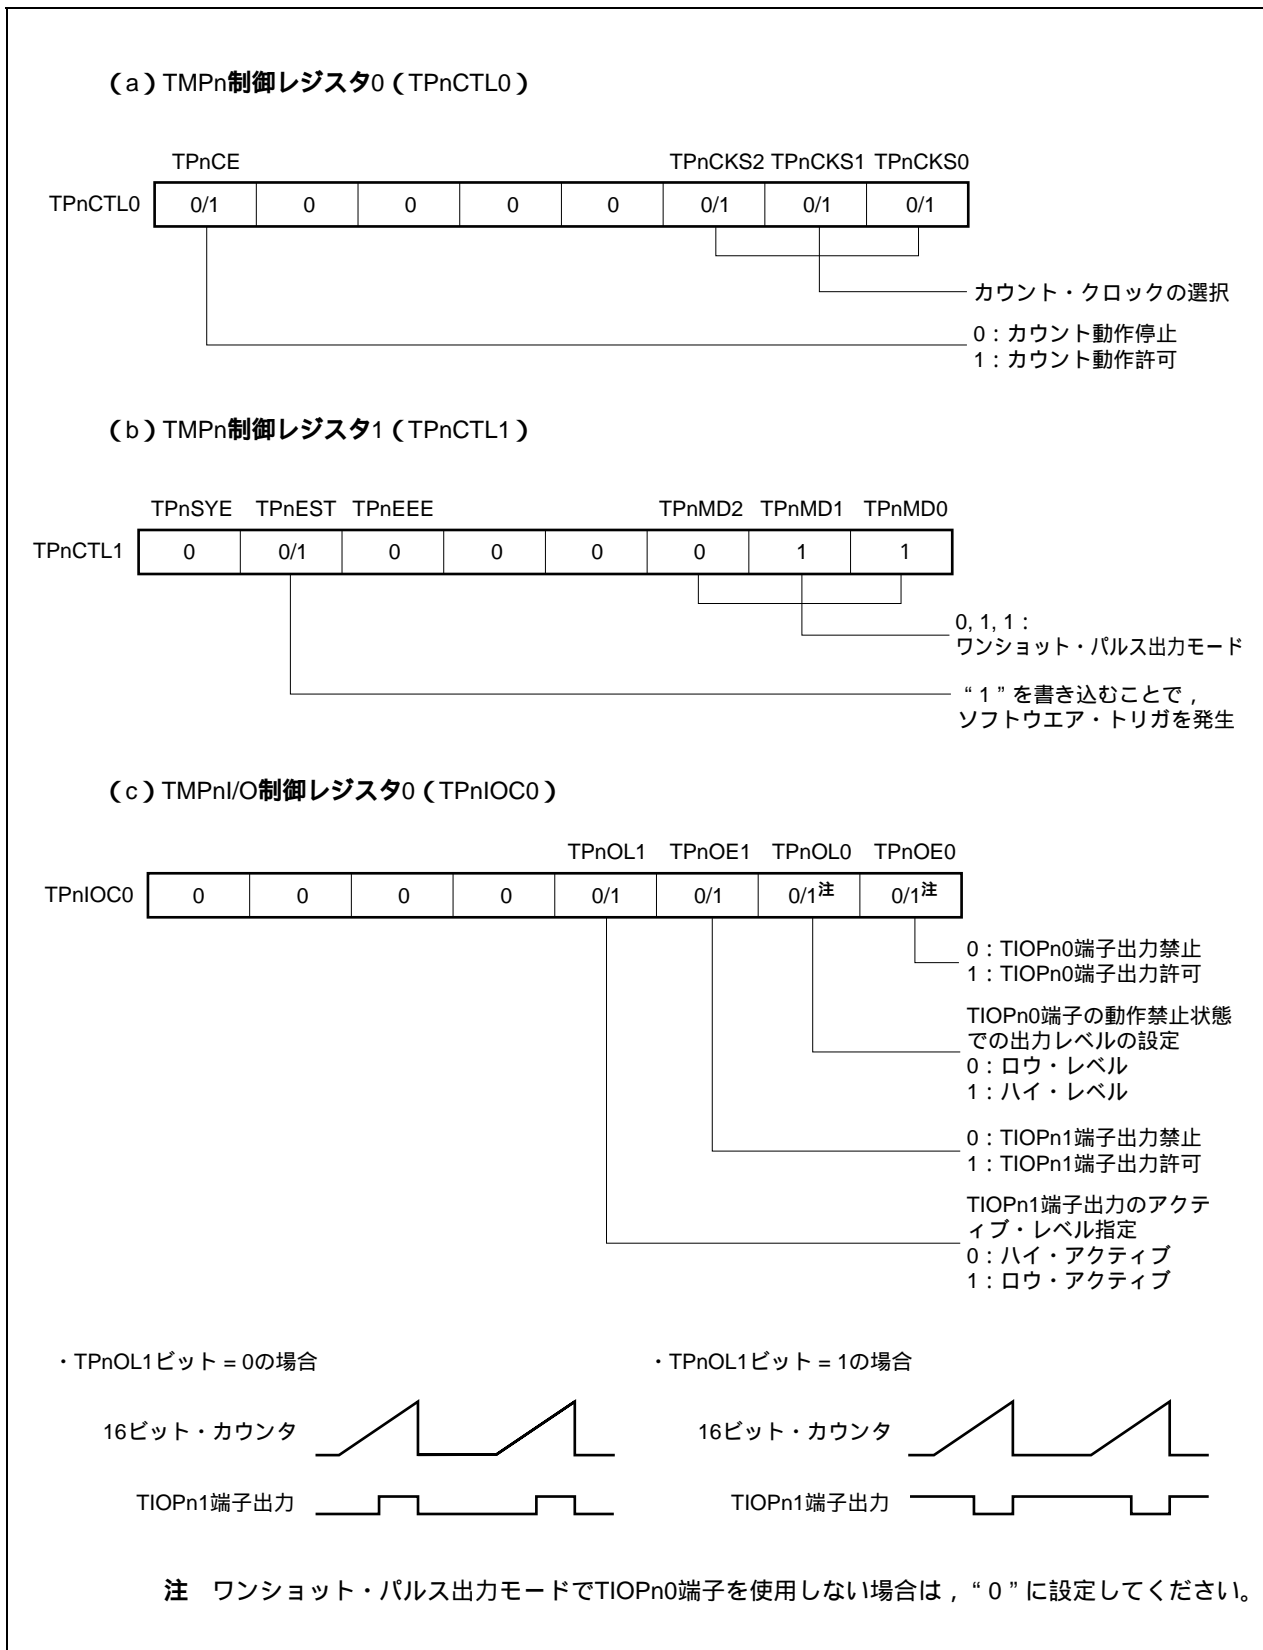 （a）TMPn制御レジスタ0（TPnCTL0）
TPnCE TPnCKS2 TPnCKS1 TPnCKS0
TPnCTL0 0/1 0 0 0 0 0/1 0/1 0/1
カウント・クロックの選択
0：カウント動作停止
1：カウント動作許可
（b）TMPn制御レジスタ1（TPnCTL1）
TPnSYE TPnEST TPnEEE TPnMD2 TPnMD1 TPnMD0
TPnCTL1 0 0/1 0 0 0 0 1 1
0, 1, 1：
ワンショット・パルス出力モード
“1”を書き込むことで，
ソフトウエア・トリガを発生
（c）TMPnI/O制御レジスタ0（TPnIOC0）
TPnOL1 TPnOE1 TPnOL0 TPnOE0
TPnIOC0 0 0 0 0 0/1 0/1 0/1注 0/1注
0：TIOPn0端子出力禁止
1：TIOPn0端子出力許可
TIOPn0端子の動作禁止状態
での出力レベルの設定
0：ロウ・レベル
1：ハイ・レベル
0：TIOPn1端子出力禁止
1：TIOPn1端子出力許可
TIOPn1端子出力のアクテ
ィブ・レベル指定
0：ハイ・アクティブ
1：ロウ・アクティブ
・TPnOL1ビット = 0の場合
16ビット・カウンタ
TIOPn1端子出力
・TPnOL1ビット = 1の場合
16ビット・カウンタ
TIOPn1端子出力
注 ワンショット・パルス出力モードでTIOPn0端子を使用しない場合は，“0”に設定してください。